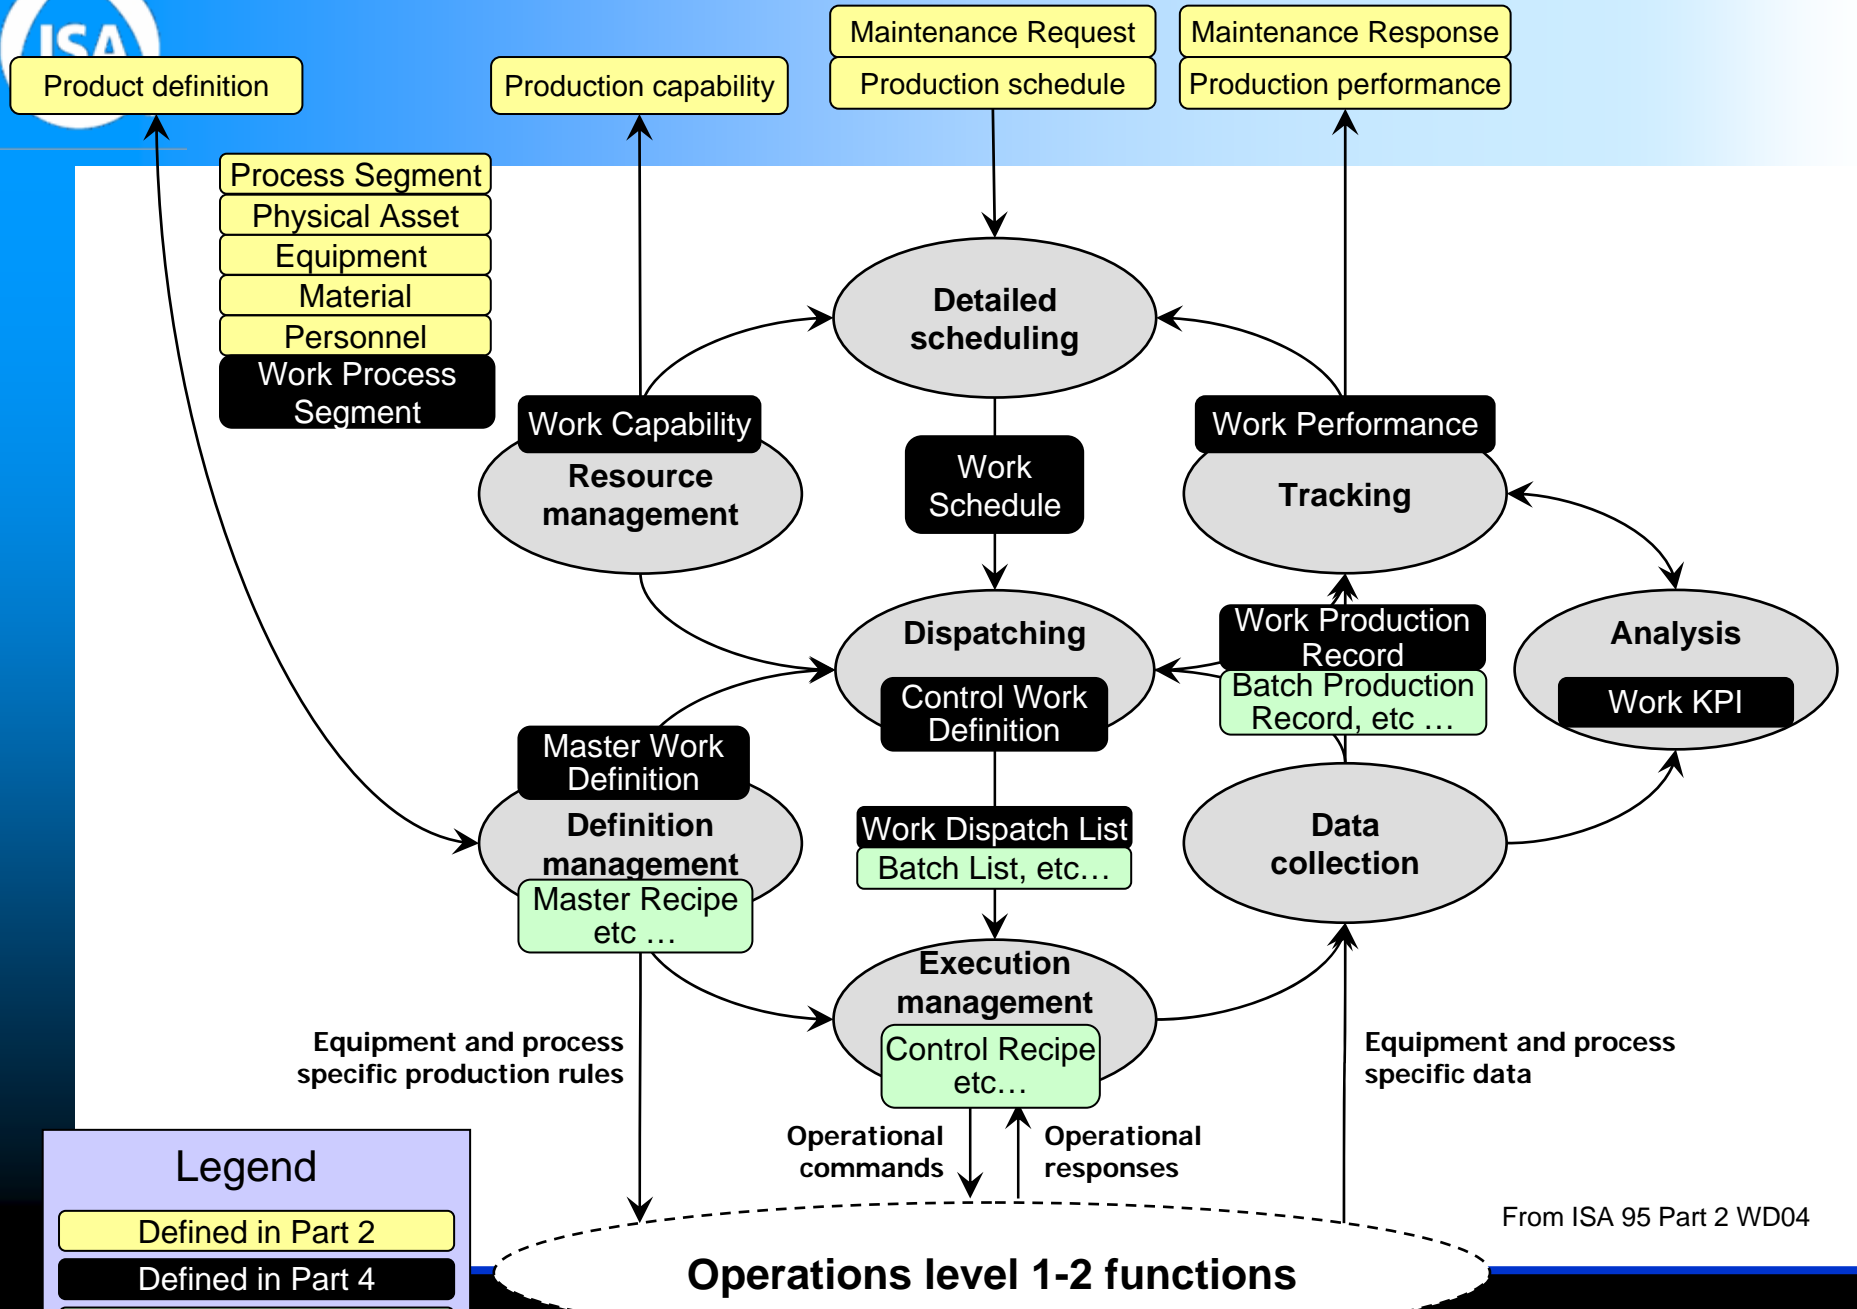 ISA
Maintenance Request
Maintenance Response
Product definition
Production capability
Production schedule
Production performance
Process Segment
Physical Asset
Equipment
Material
Personnel
Work Process
Segment
Detailed
scheduling
Work Capability
Resource
management
Work
Schedule
Work Performance
Tracking
Dispatching
Control Work
Definition
Work Production
Record
Batch Production
Record, etc …
Analysis
Work KPI
Master Work
Definition
Definition
management
Master Recipe
etc …
Work Dispatch List
Batch List, etc…
Data
collection
Execution
management
Control Recipe
etc…
Equipment and process
specific production rules
Equipment and process
specific data
Operational
commands
Operational
responses
Legend
Defined in Part 2
Defined in Part 4
From ISA 95 Part 2 WD04
Operations level 1-2 functions